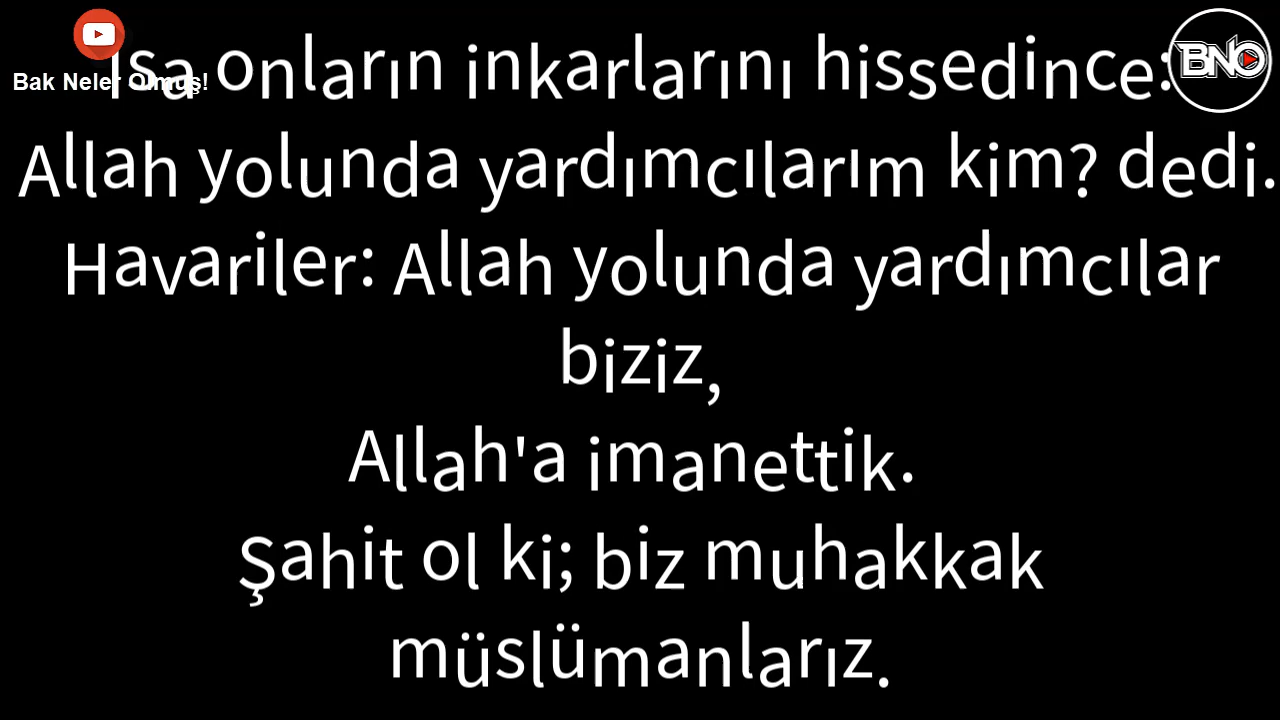 İsa onların inkarlarını hissedince:
Bak Neler Olmuş!
BNO
Allah yolunda yardımcılarım kim? dedi.
Havariler: Allah yolunda yardımcılar
biziz,
Allah'a imanettik.
Şahit ol ki; biz muhakkak
müslümanlarız.